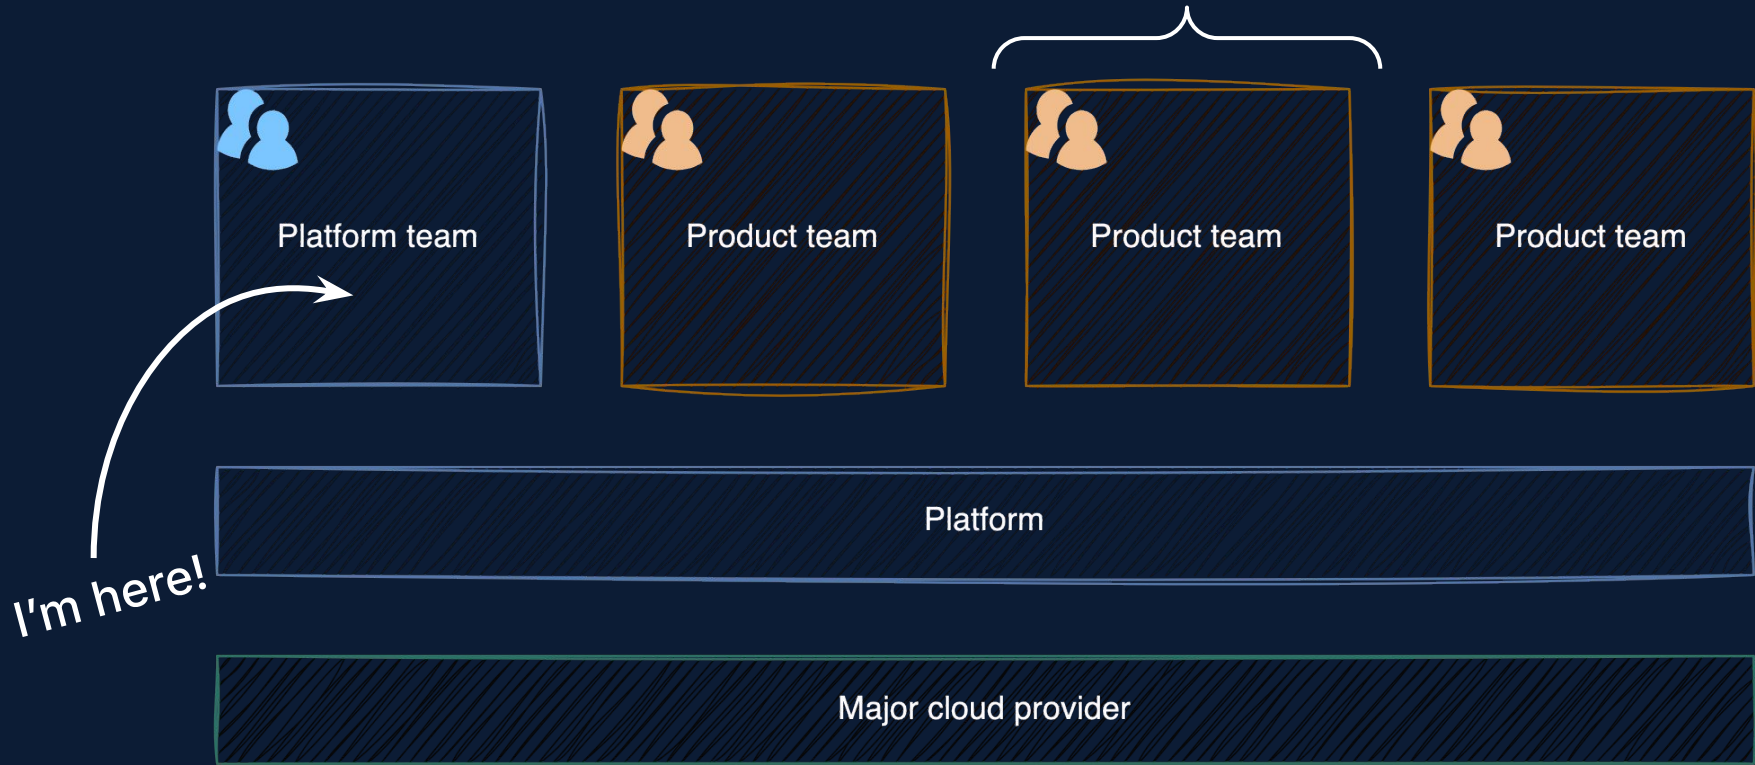 Platform team
Product team
Product team
Product team
I'm here!
Platform
Major cloud provider